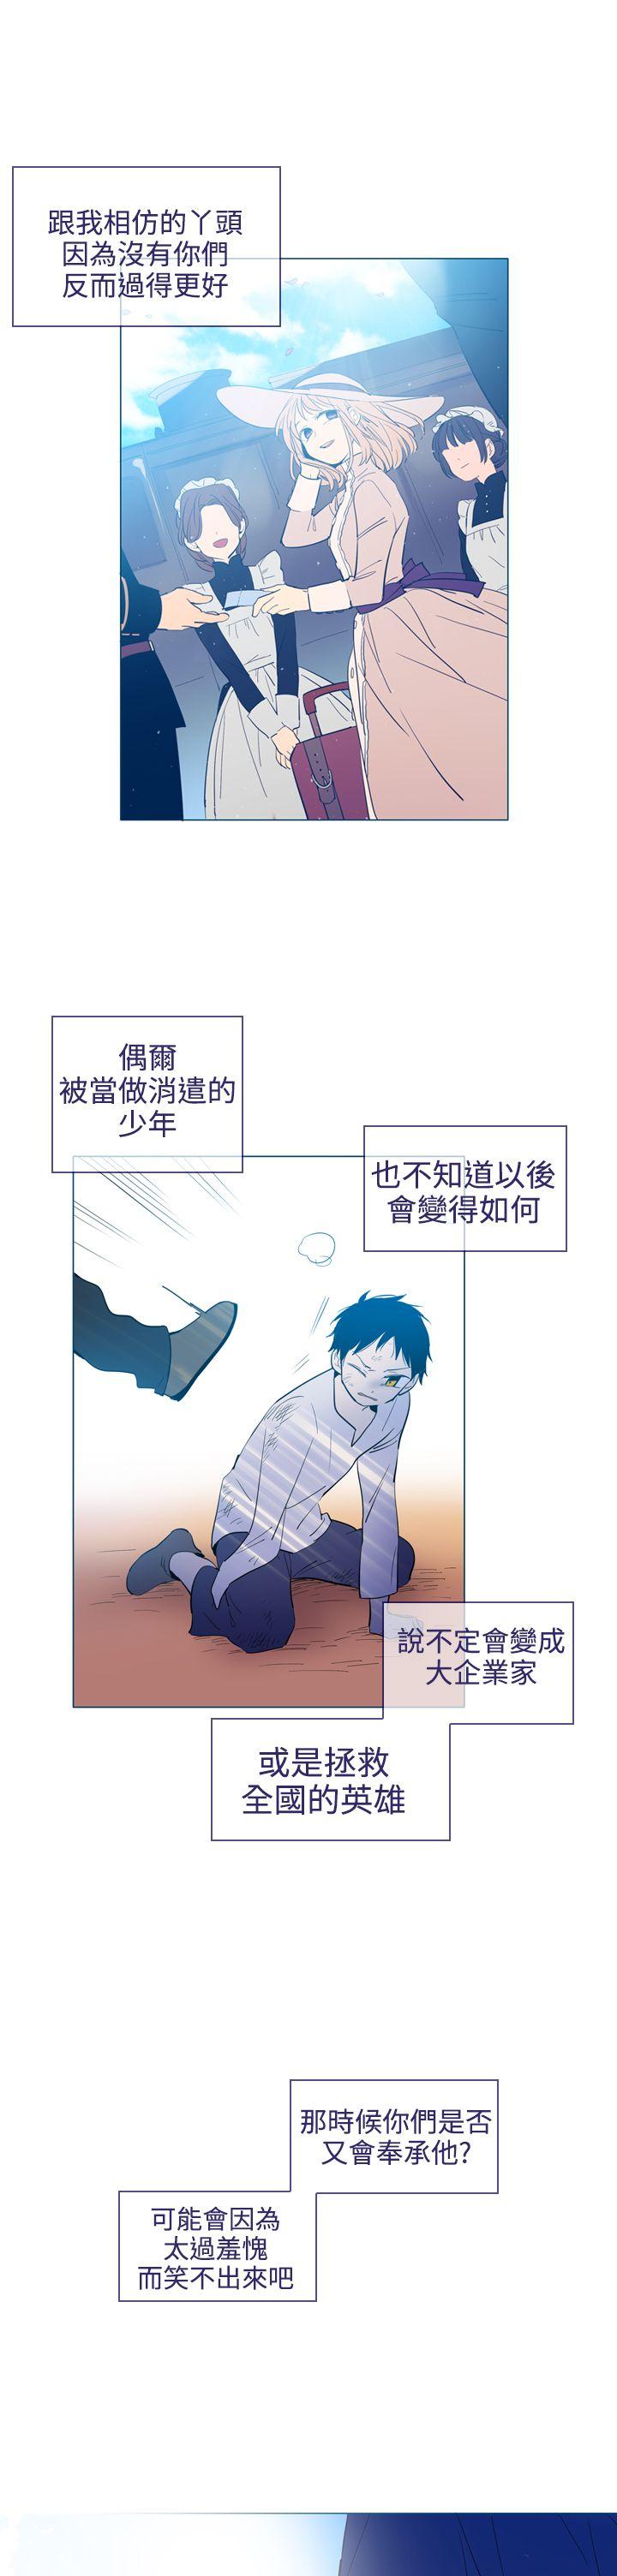 跟我相仿的丫頭
因為沒有你們
反而過得更好
偶爾
被當做消遣的
少年
也不知道以後
會變得如何
說不定會變成
大企業家
或是拯救
全國的英雄
那時候你們是否
又會奉承他?
可能會因為
太過羞愧
而笑不出來吧